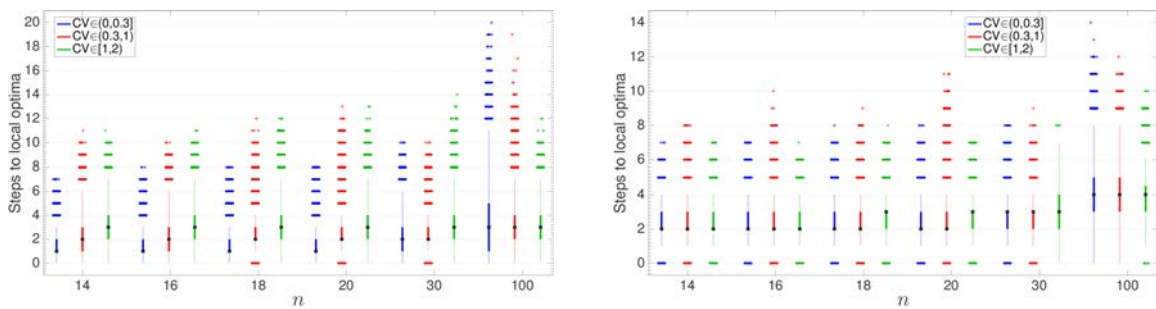 20
18
16
14
12
10
8
6
4
2
0
Steps to local optima
CV∈(0,0.3]
CV∈(0.3,1)
CV∈[1,2)
14 16 18 20 30 100
n
14
12
10
8
6
4
2
0
Steps to local optima
CV∈(0,0.3]
CV∈(0.3,1)
CV∈[1,2)
14 16 18 20 30 100
n